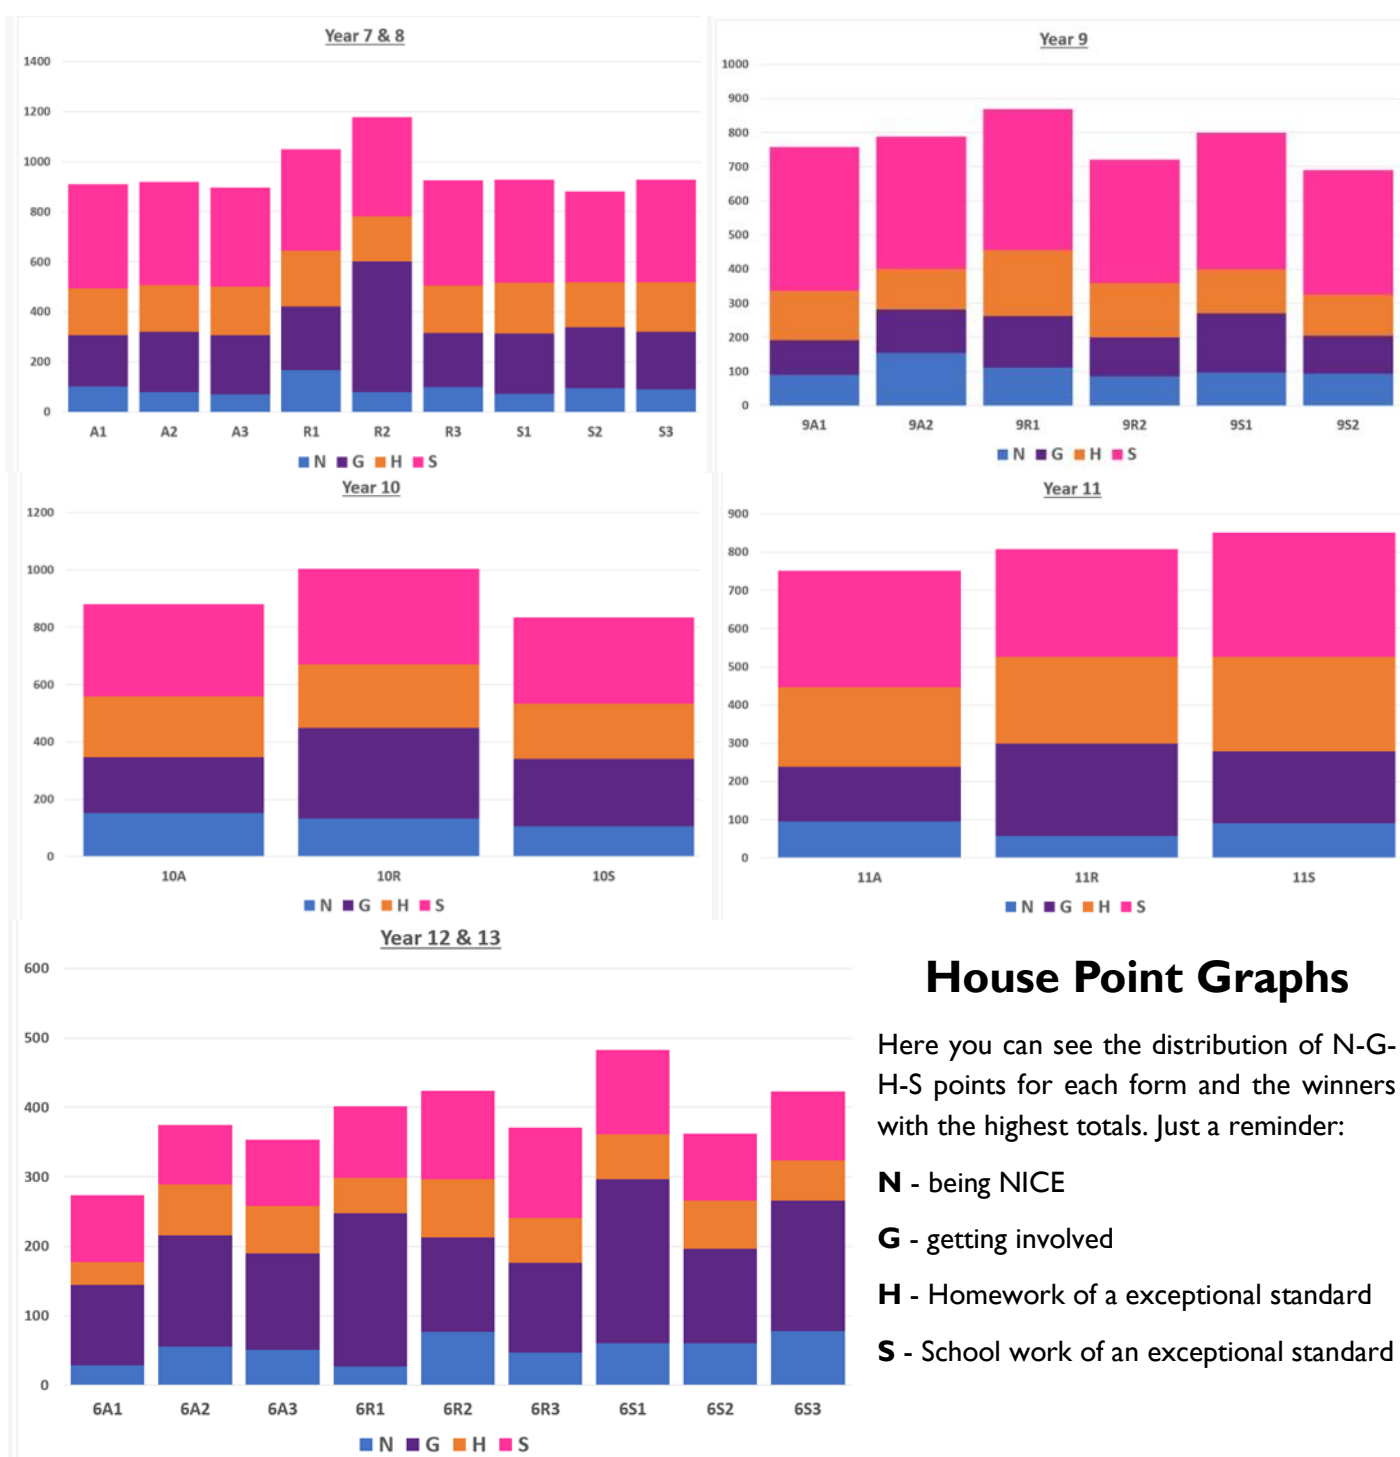 Year 7 & 8
1400
1200
1000
800
600
400
200
0
A1 A2 A3 R1 R2 R3 S1 S2 S3
N G H S
Year 9
1000
900
800
700
600
500
400
300
200
100
0
9A1 9A2 9R1 9R2 9S1 9S2
N G H S
Year 10
1200
1000
800
600
400
200
0
10A 10R 10S
N G H S
Year 11
900
800
700
600
500
400
300
200
100
0
11A 11R 11S
N G H S
Year 12 & 13
600
500
400
300
200
100
0
6A1 6A2 6A3 6R1 6R2 6R3 6S1 6S2 6S3
N G H S
House Point Graphs
Here you can see the distribution of N-G-
H-S points for each form and the winners
with the highest totals. Just a reminder:
N - being NICE
G - getting involved
H - Homework of a exceptional standard
S - School work of an exceptional standard